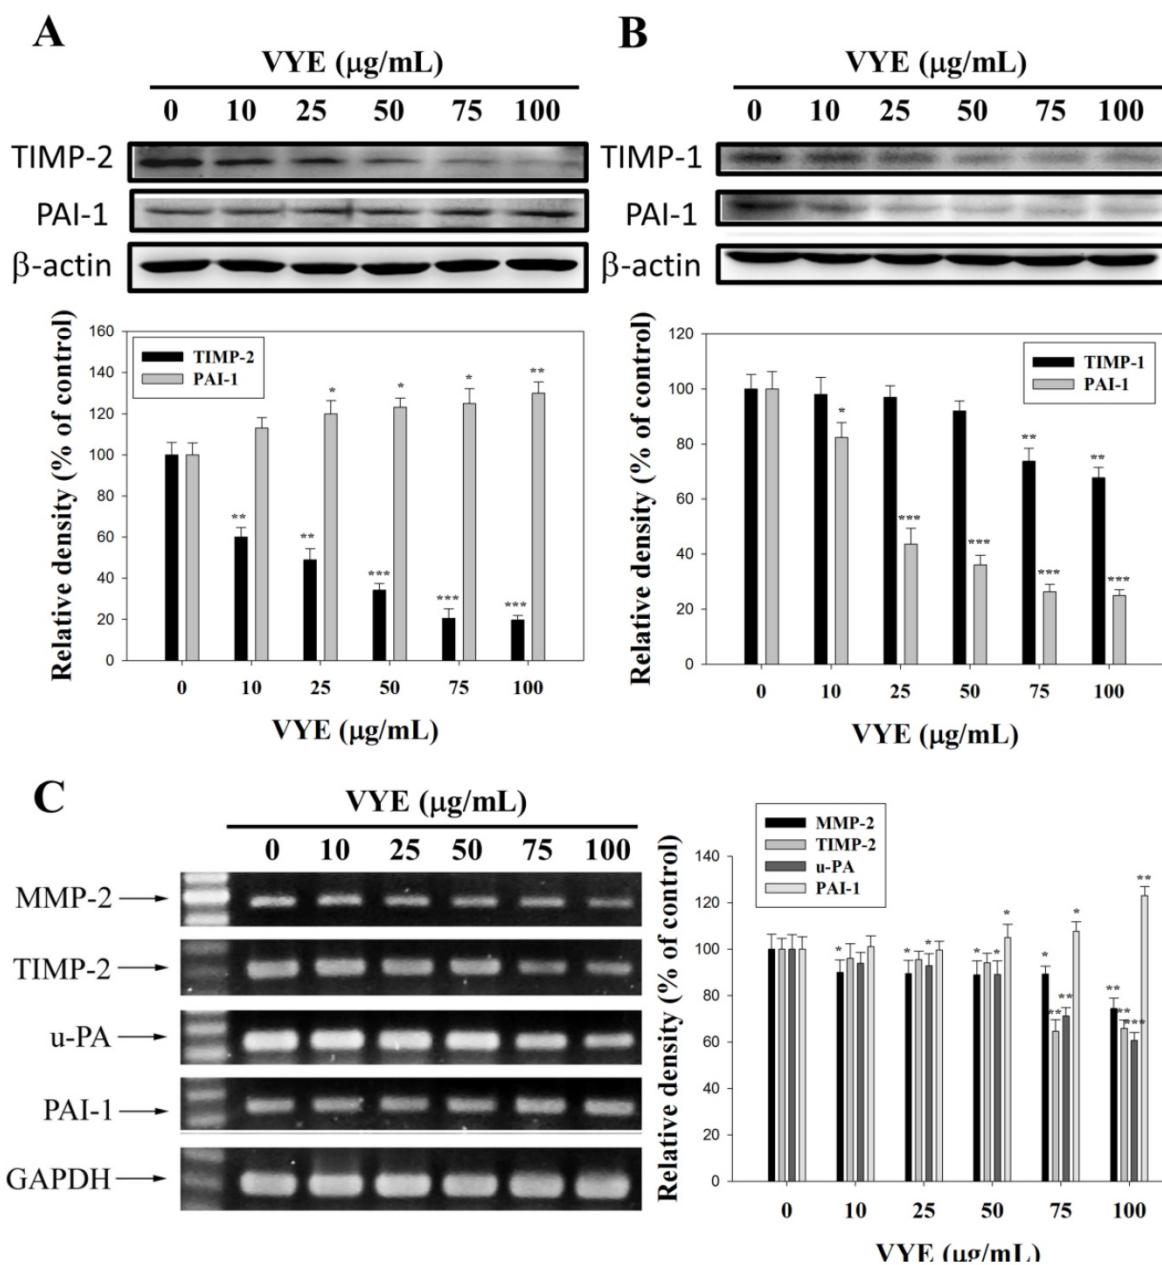 A
VYE (μg/mL)
0 10 25 50 75 100
TIMP-2
PAI-1
β-actin
160
140
120
100
80
60
40
20
0
Relative density (% of control)
TIMP-2
PAI-1
* * * **
** ** *** *** ***
0 10 25 50 75 100
VYE (μg/mL)
B
VYE (μg/mL)
0 10 25 50 75 100
TIMP-1
PAI-1
β-actin
120
100
80
60
40
20
0
Relative density (% of control)
TIMP-1
PAI-1
* *** *** ** *** ** ***
0 10 25 50 75 100
VYE (μg/mL)
C
VYE (μg/mL)
0 10 25 50 75 100
MMP-2
TIMP-2
u-PA
PAI-1
GAPDH
MMP-2
TIMP-2
u-PA
PAI-1
140
120
100
80
60
40
20
0
Relative density (% of control)
* * * * * * * ** ** * ** ** *** **
0 10 25 50 75 100
VYE (μg/mL)